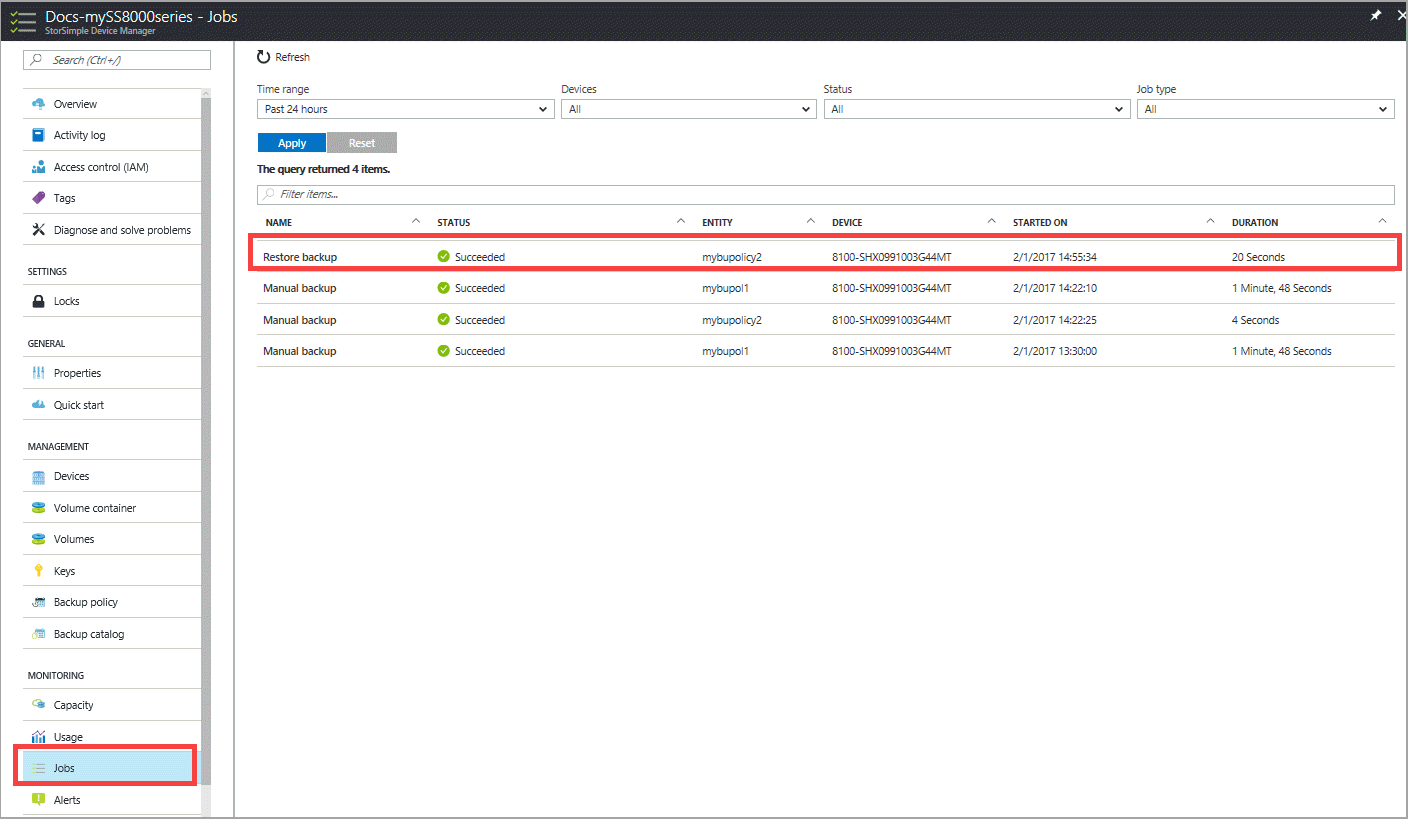 Docs-mySS8000series - Jobs
StorSimple Device Manager
Search (Ctrl+/)
Overview
Activity log
Access control (IAM)
Tags
Diagnose and solve problems
SETTINGS
Locks
GENERAL
Properties
Quick start
MANAGEMENT
Devices
Volume container
Volumes
Keys
Backup policy
Backup catalog
MONITORING
Capacity
Usage
Jobs
Alerts
Refresh
Time range Devices Status Job type
Past 24 hours All All All
Apply Reset
The query returned 4 items.
Filter items...
NAME STATUS ENTITY DEVICE STARTED ON DURATION
Restore backup Succeeded mybupolicy2 8100-SHX0991003G44MT 2/1/2017 14:55:34 20 Seconds
Manual backup Succeeded mybupol1 8100-SHX0991003G44MT 2/1/2017 14:22:10 1 Minute, 48 Seconds
Manual backup Succeeded mybupolicy2 8100-SHX0991003G44MT 2/1/2017 14:22:25 4 Seconds
Manual backup Succeeded mybupol1 8100-SHX0991003G44MT 2/1/2017 13:30:00 1 Minute, 48 Seconds